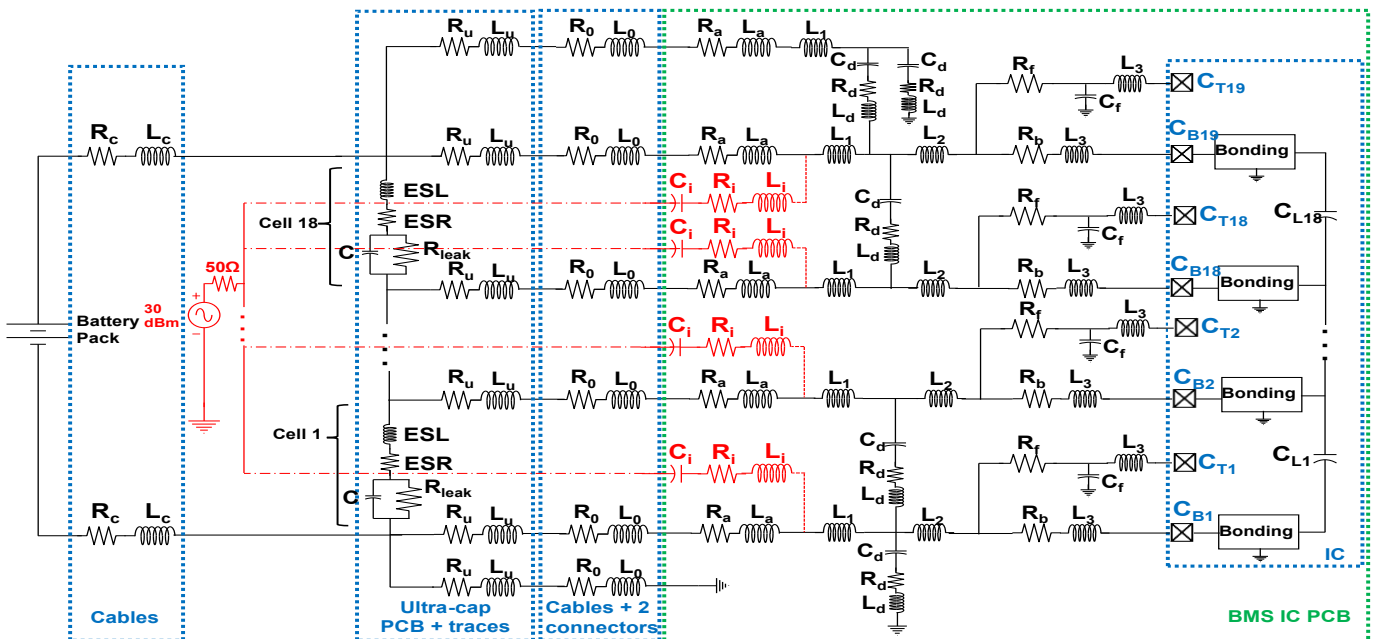 Ru Lu R0 L0 Ra La L1
Cd Cd
Rd Rd
Ld Ld
Rf L3 CT19
Cf
Rc Lc Ru Lu R0 L0 Ra La L1 L2 Rb L3 CB19 Bonding
Cell 18 ESL
ESR
C Rleak
Ci Ri Li
Ci Ri Li
Cd
Rd
Ld
Rf L3 CT18
Cf
CL18
Ru Lu R0 L0 Ra La L1 L2 Rb L3 CB18 Bonding
50Ω
30
dBm
+
−
Battery
Pack
Ci Ri Li
Rf L3 CT2
Cf
Ru Lu R0 L0 Ra La L1 L2 Rb L3 CB2 Bonding
Cell 1 ESL
ESR
C Rleak
Ci Ri Li
Cd
Rd
Ld
Rf L3 CT1
Cf
CL1
Rc Lc Ru Lu R0 L0 Ra La L1 L2 Rb L3 CB1 Bonding
IC
Ru Lu R0 L0
Cd
Rd
Ld
Cables
Ultra-cap
PCB + traces
Cables + 2
connectors
BMS IC PCB